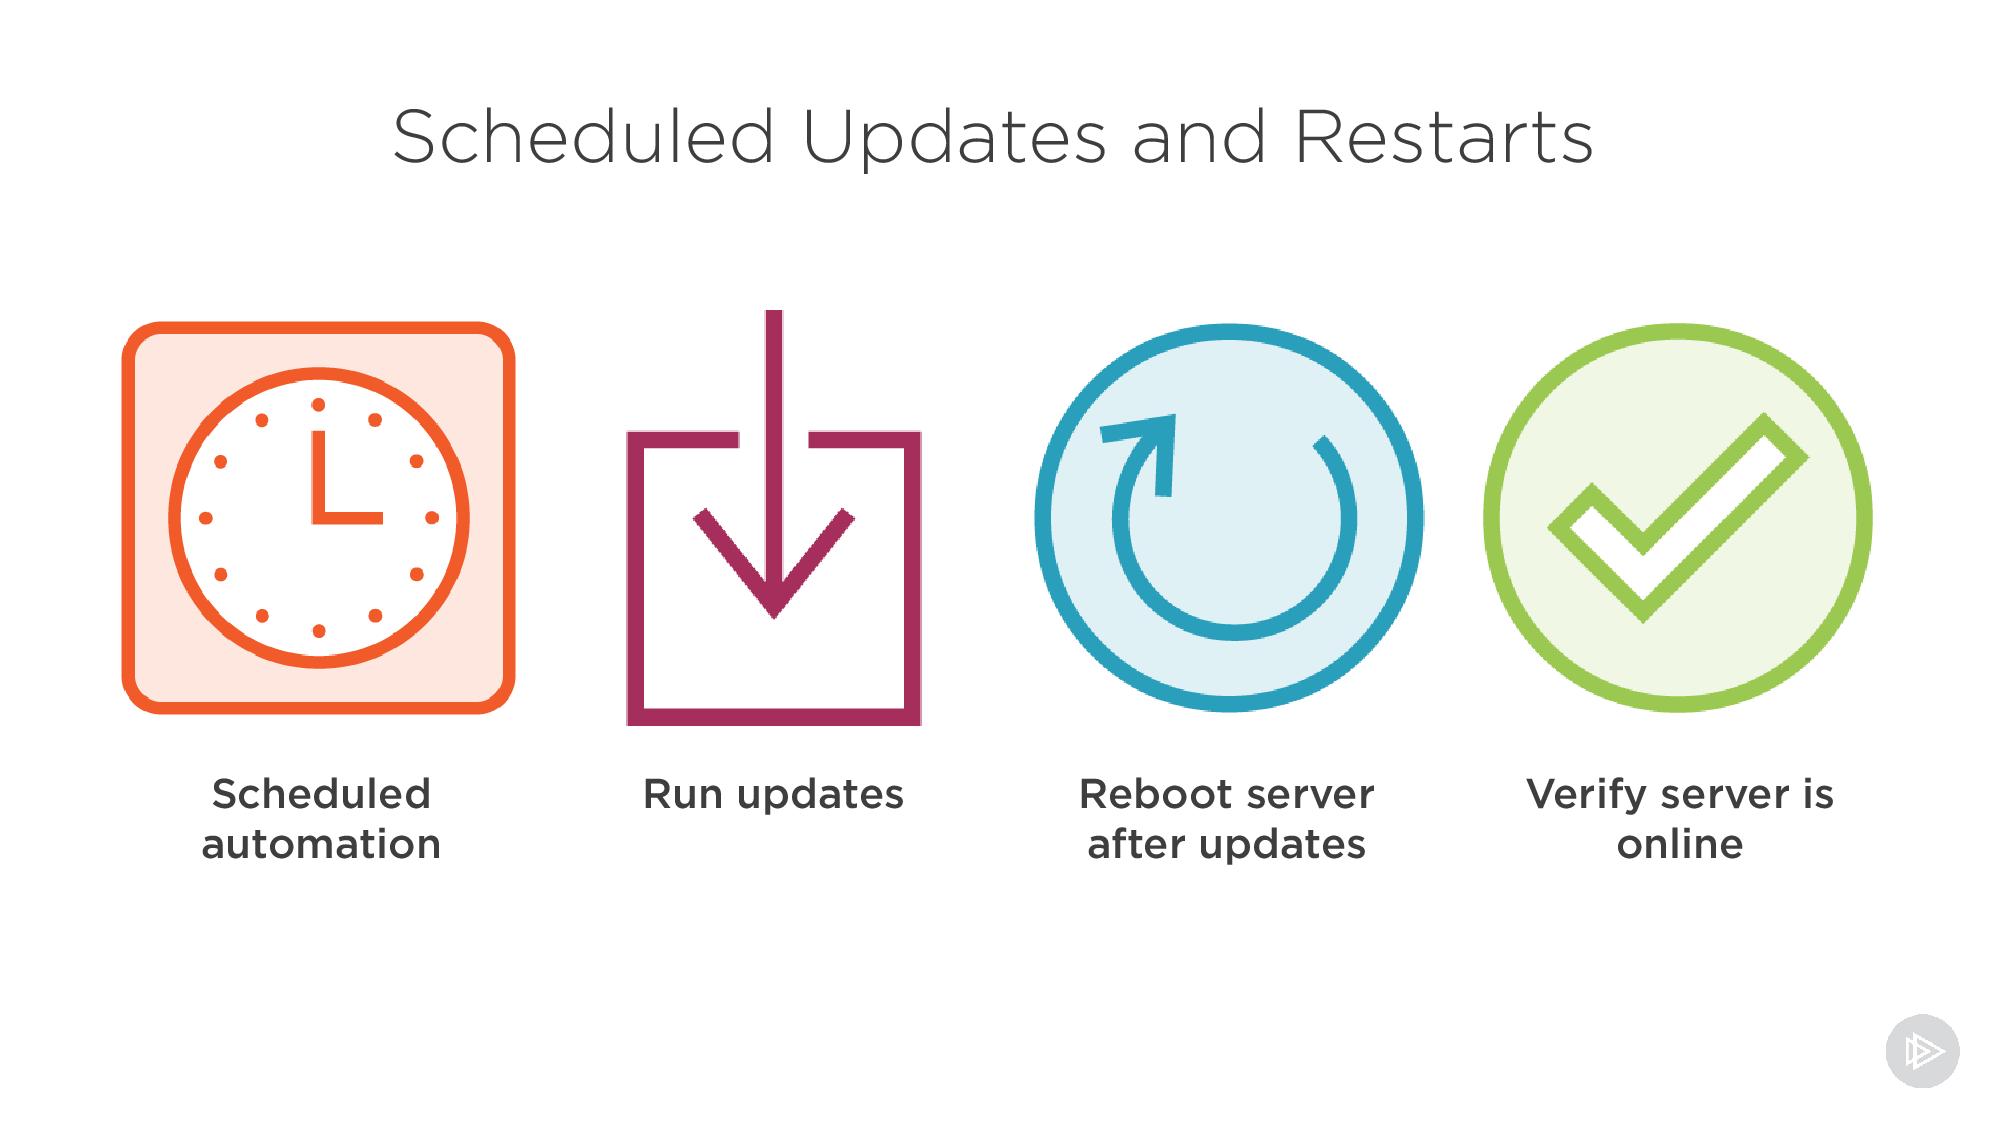 Scheduled Updates and Restarts
Scheduled
automation
Run updates
Reboot server
after updates
Verify server is
online